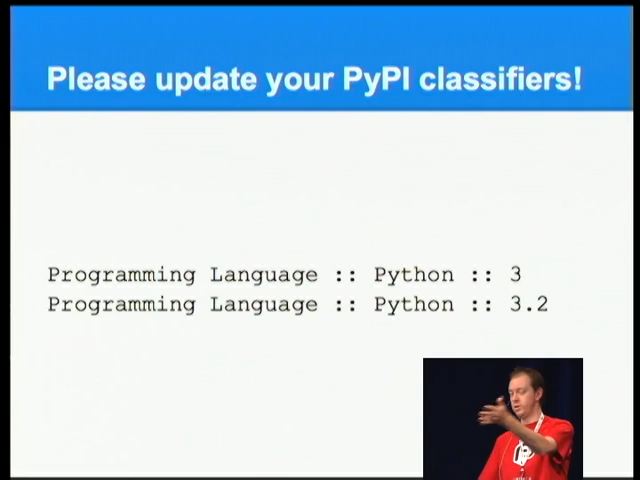 Please update your PyPI classifiers!
Programming Language :: Python :: 3
Programming Language :: Python :: 3.2